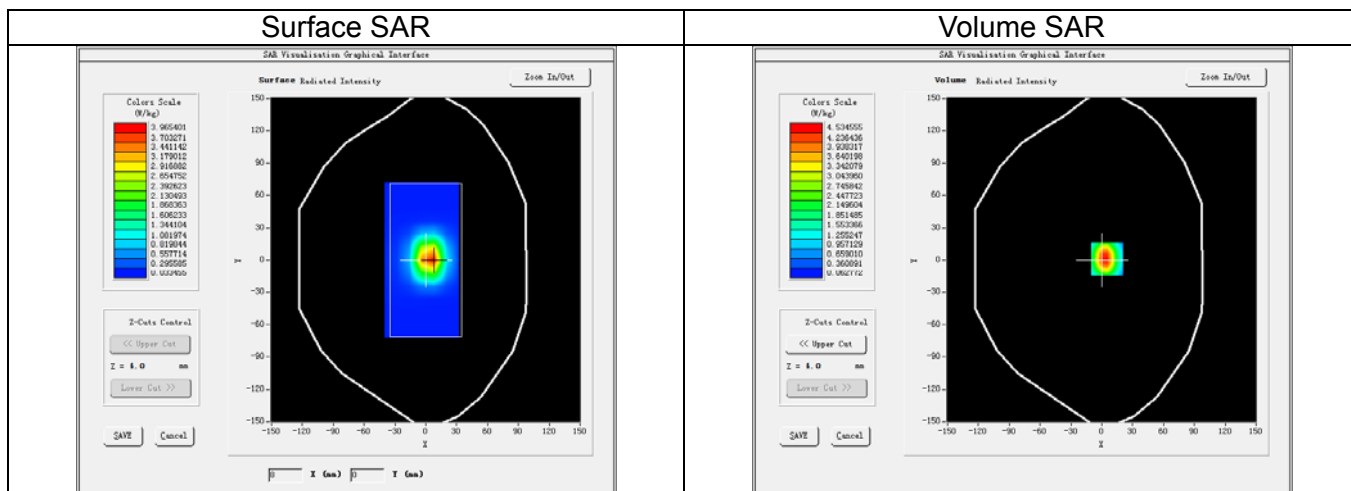 Surface SAR
SAR Visualisation Graphical Interface
Surface Radiated Intensity
Zoom In/Out
Colors Scale
(W/kg)
3.965401
3.703271
3.441142
3.179012
2.916882
2.654752
2.392623
2.130493
1.868363
1.606233
1.344104
1.081974
0.819844
0.557714
0.295585
0.033455
150
120
90
60
30
0
-30
-60
-90
-120
-150
Y
-150 -120 -90 -60 -30 0 30 60 90 120 150
X
Z-Cuts Control
<< Upper Cut
Z = 4.0 mm
Lower Cut >>
SAVE Cancel
X (mm)
Y (mm)
Volume SAR
SAR Visualisation Graphical Interface
Volume Radiated Intensity
Zoom In/Out
Colors Scale
(W/kg)
4.534555
4.236436
3.938317
3.640198
3.342079
3.043960
2.745842
2.447723
2.149604
1.851485
1.553366
1.255247
0.957129
0.659010
0.360891
0.062772
150
120
90
60
30
0
-30
-60
-90
-120
-150
Y
-150 -120 -90 -60 -30 0 30 60 90 120 150
X
Z-Cuts Control
<< Upper Cut
Z = 4.0 mm
Lower Cut >>
SAVE Cancel